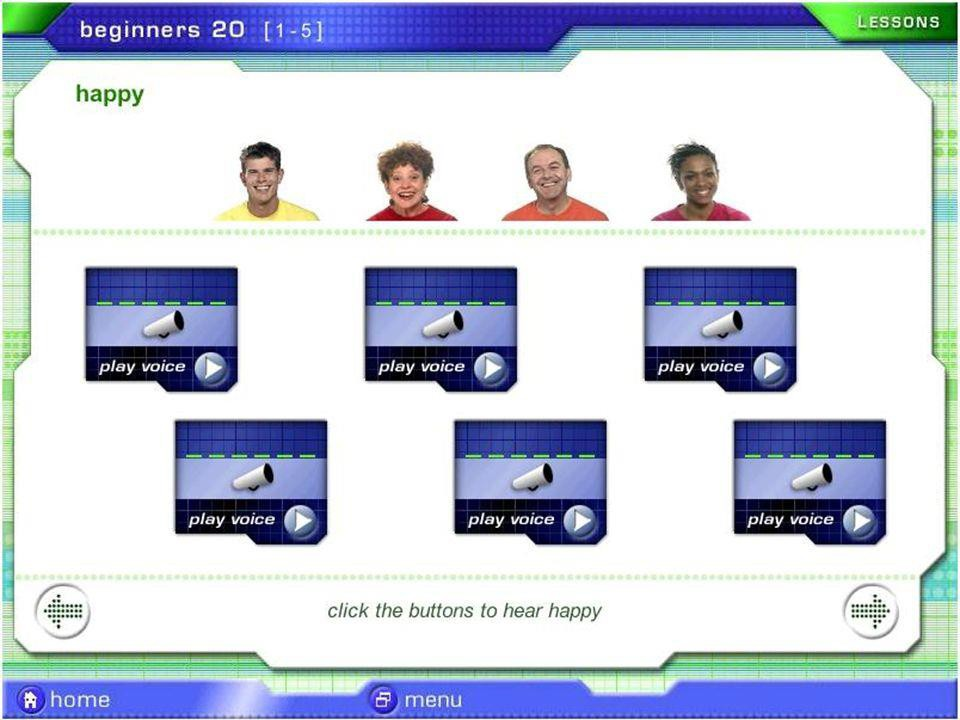 beginners 20 [ 1 - 5 ]
LESSONS
happy
play voice
play voice
play voice
play voice
play voice
play voice
click the buttons to hear happy
home
menu